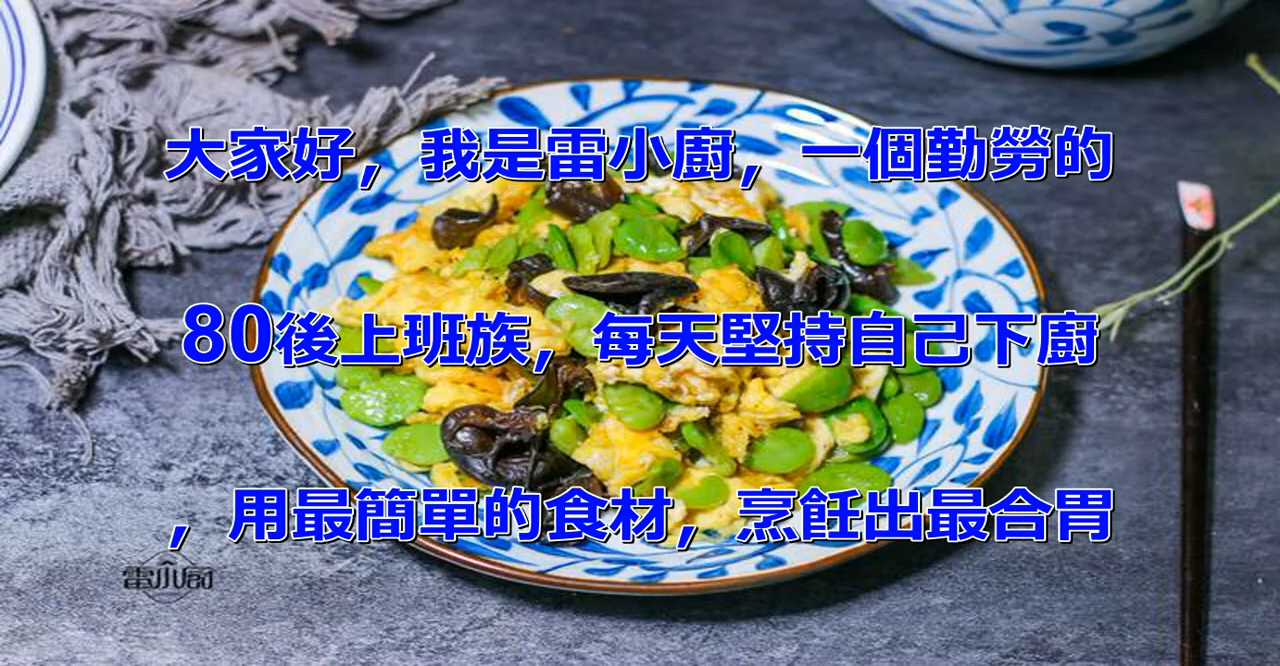 大家好，我是雷小廚，一個勤勞的
80後上班族，每天堅持自己下廚
，用最簡單的食材，烹飪出最合胃
雷小廚